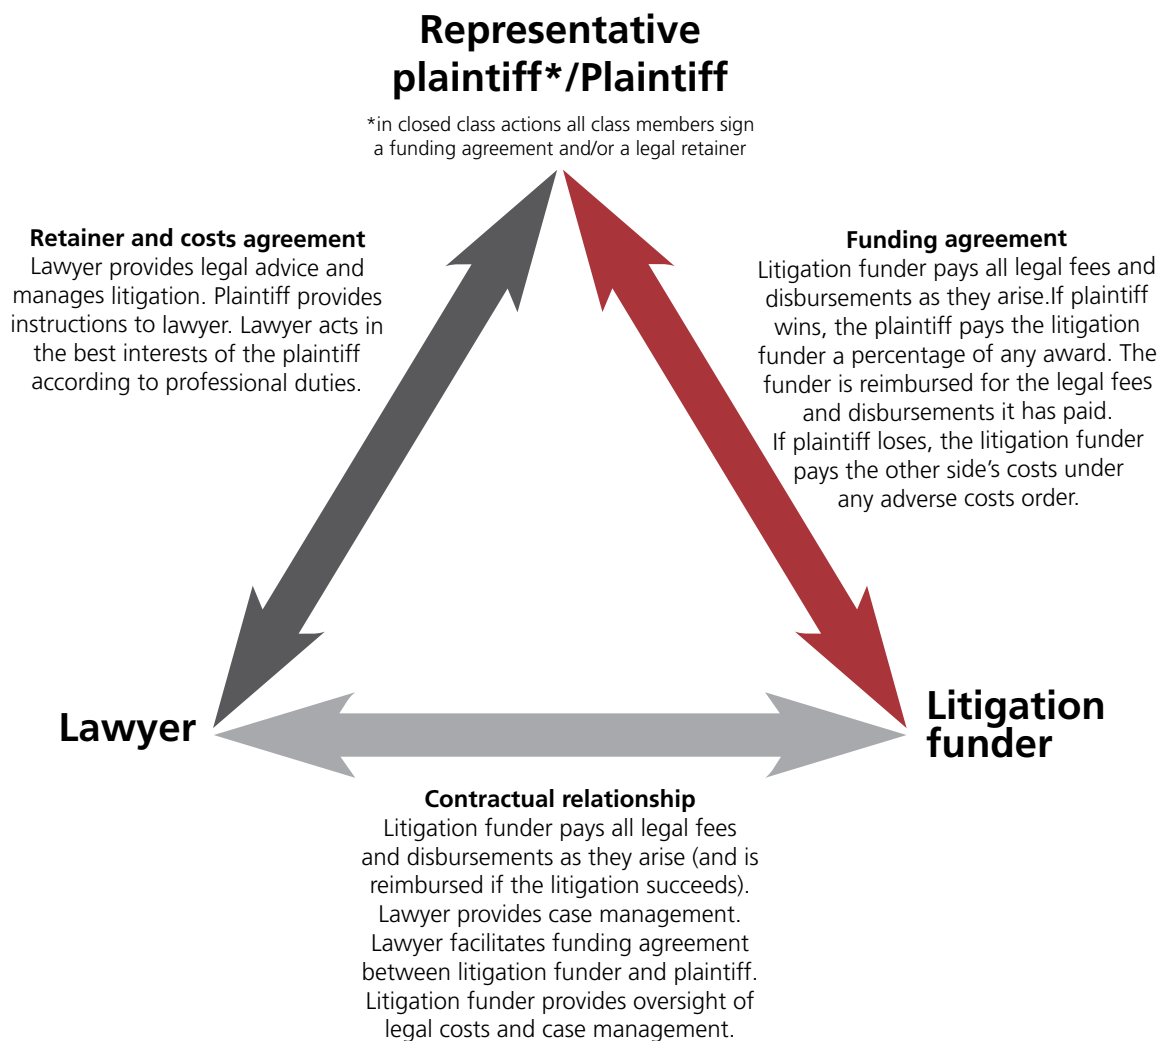 Representative
plaintiff*/Plaintiff
*in closed class actions all class members sign
a funding agreement and/or a legal retainer
Retainer and costs agreement
Lawyer provides legal advice and
manages litigation. Plaintiff provides
instructions to lawyer. Lawyer acts in
the best interests of the plaintiff
according to professional duties.
Funding agreement
Litigation funder pays all legal fees and
disbursements as they arise.If plaintiff
wins, the plaintiff pays the litigation
funder a percentage of any award. The
funder is reimbursed for the legal fees
and disbursements it has paid.
If plaintiff loses, the litigation funder
pays the other side’s costs under
any adverse costs order.
Lawyer
Litigation
funder
Contractual relationship
Litigation funder pays all legal fees
and disbursements as they arise (and is
reimbursed if the litigation succeeds).
Lawyer provides case management.
Lawyer facilitates funding agreement
between litigation funder and plaintiff.
Litigation funder provides oversight of
legal costs and case management.